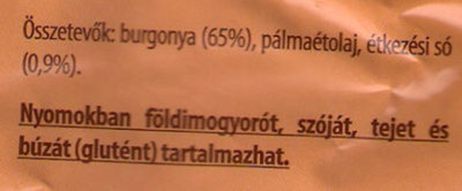 Összetevők: burgonya (65%), pálmaétolaj, étkezési só
(0,9%).
Nyomokban földimogyorót, szóját, tejet és
búzát (glutént) tartalmazhat.